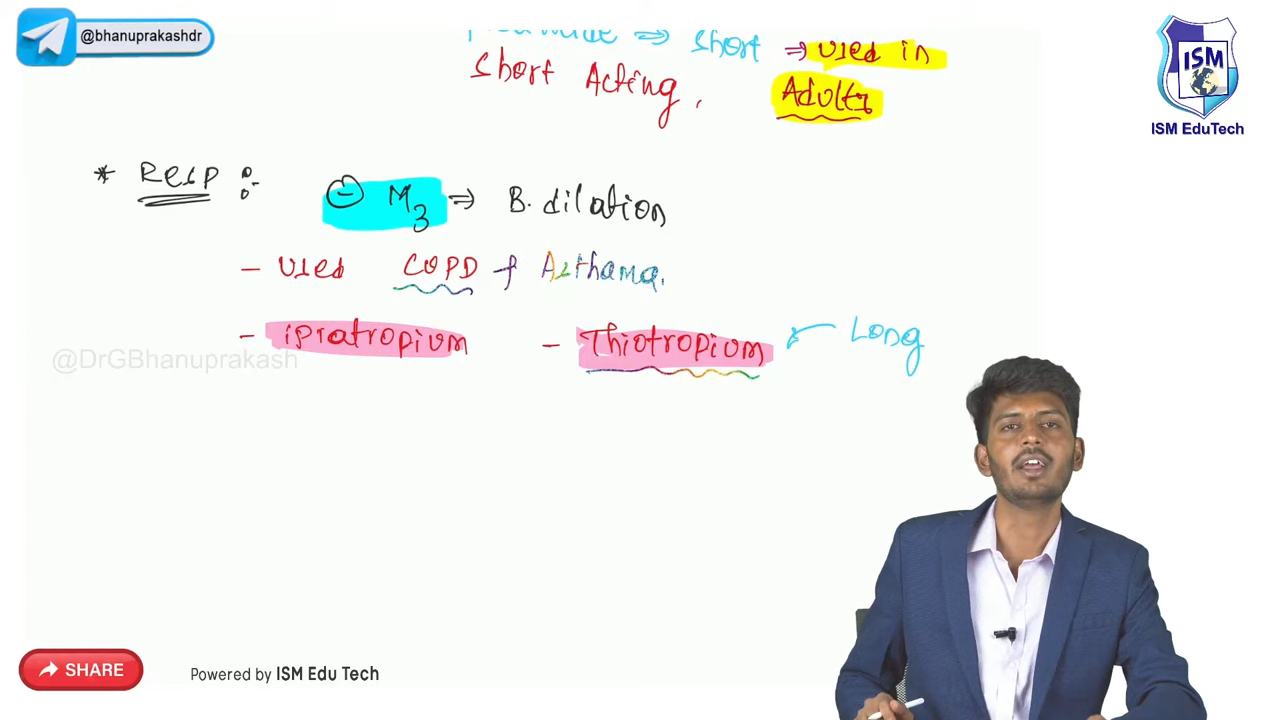 @bhanuprakashdr
⇒ short ⇒ used in
Short Acting. Adults
ISM
ISM EduTech
* Resp :-
⊖ M3 ⇒ B. dilation
- Used COPD + Asthama.
- ipratropium - Thiotropium Long
@DrGBhanuprakash
SHARE
Powered by ISM Edu Tech